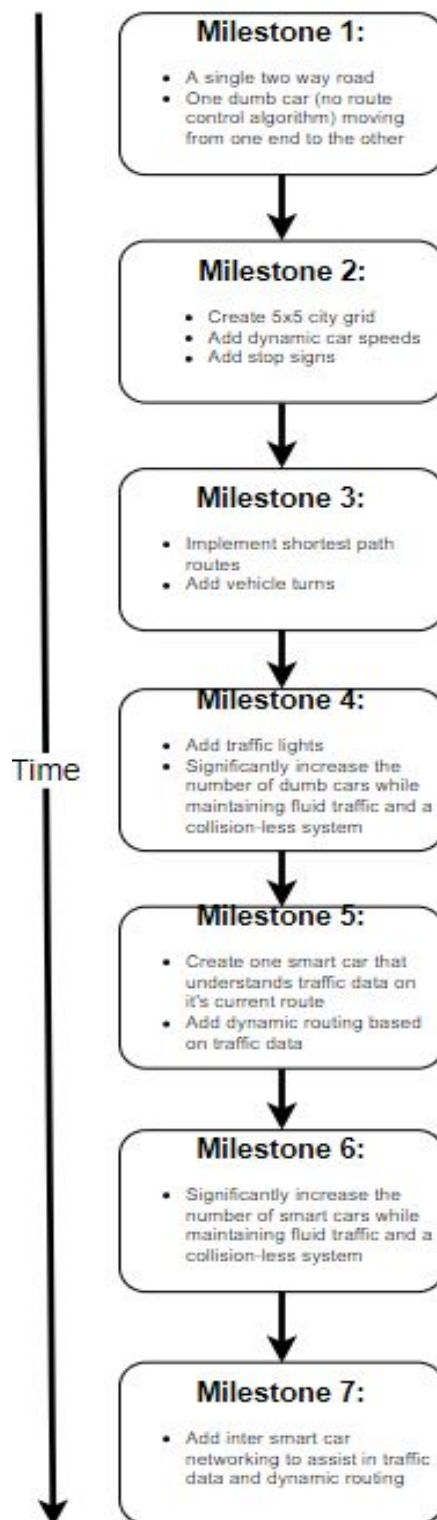 Milestone 1:
• A single two way road
• One dumb car (no route
control algorithm) moving
from one end to the other
Milestone 2:
• Create 5x5 city grid
• Add dynamic car speeds
• Add stop signs
Milestone 3:
• Implement shortest path
routes
• Add vehicle turns
Milestone 4:
• Add traffic lights
• Significantly increase the
number of dumb cars while
maintaining fluid traffic and a
collision-less system
Time
Milestone 5:
• Create one smart car that
understands traffic data on
it's current route
• Add dynamic routing based
on traffic data
Milestone 6:
• Significantly increase the
number of smart cars while
maintaining fluid traffic and a
collision-less system
Milestone 7:
• Add inter smart car
networking to assist in traffic
data and dynamic routing